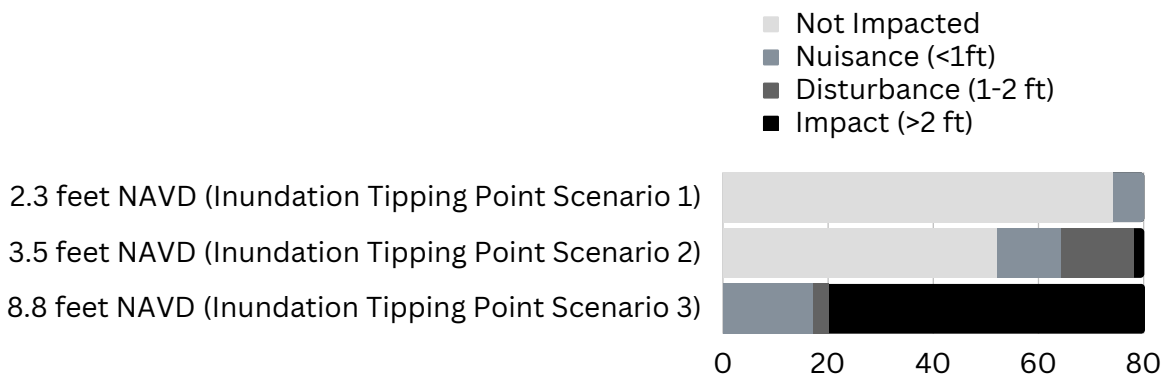 Not Impacted
Nuisance (<1ft)
Disturbance (1-2 ft)
Impact (>2 ft)
2.3 feet NAVD (Inundation Tipping Point Scenario 1)
3.5 feet NAVD (Inundation Tipping Point Scenario 2)
8.8 feet NAVD (Inundation Tipping Point Scenario 3)
0 20 40 60 80